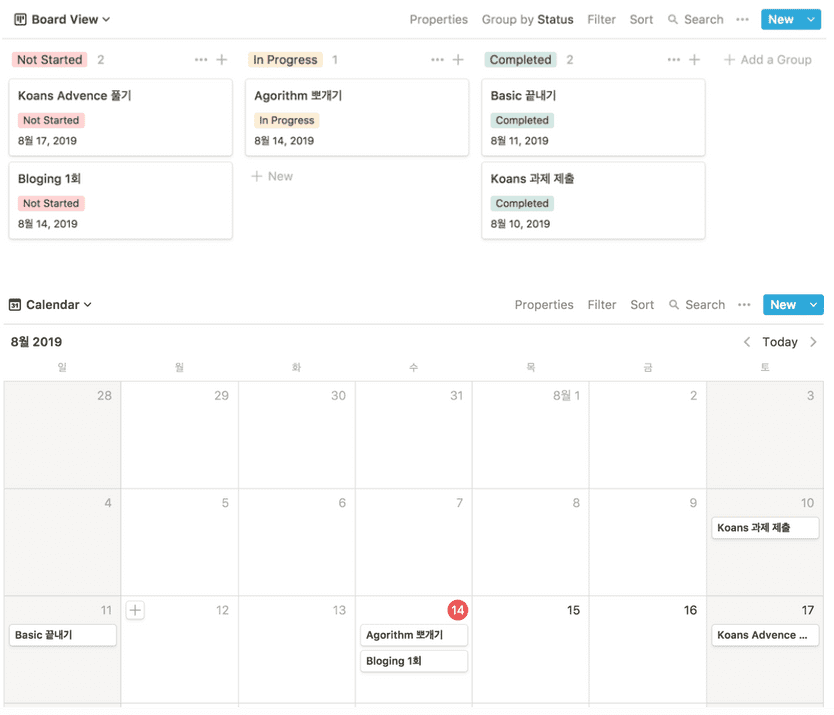 Board View
Properties Group by Status Filter Sort Search ... New
Not Started 2 ... +
In Progress 1 ... +
Completed 2 ... +
+ Add a Group
Koans Advence 풀기
Not Started
8월 17, 2019
Bloging 1회
Not Started
8월 14, 2019
Agorithm 뽀개기
In Progress
8월 14, 2019
+ New
Basic 끝내기
Completed
8월 11, 2019
Koans 과제 제출
Completed
8월 10, 2019
31 Calendar
Properties Filter Sort Search ... New
8월 2019
< Today >
일 월 화 수 목 금 토
28 29 30 31 8월 1 2 3
4 5 6 7 8 9 10
Koans 과제 제출
11 + 12 13 14 15 16 17
Basic 끝내기 Agorithm 뽀개기 Koans Advence ...
Bloging 1회